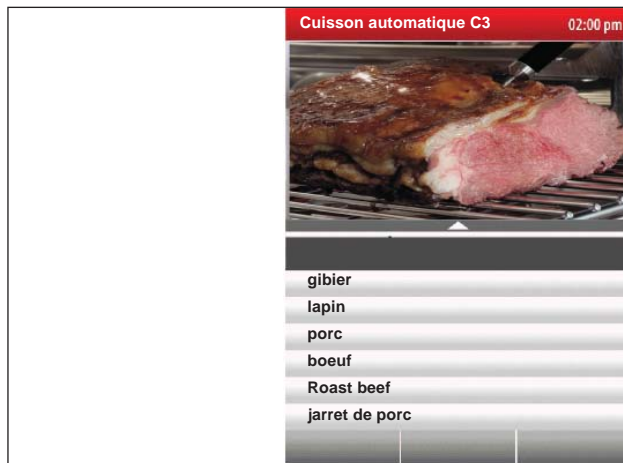 Cuisson automatique C3 02:00 pm
gibier
lapin
porc
boeuf
Roast beef
jarret de porc